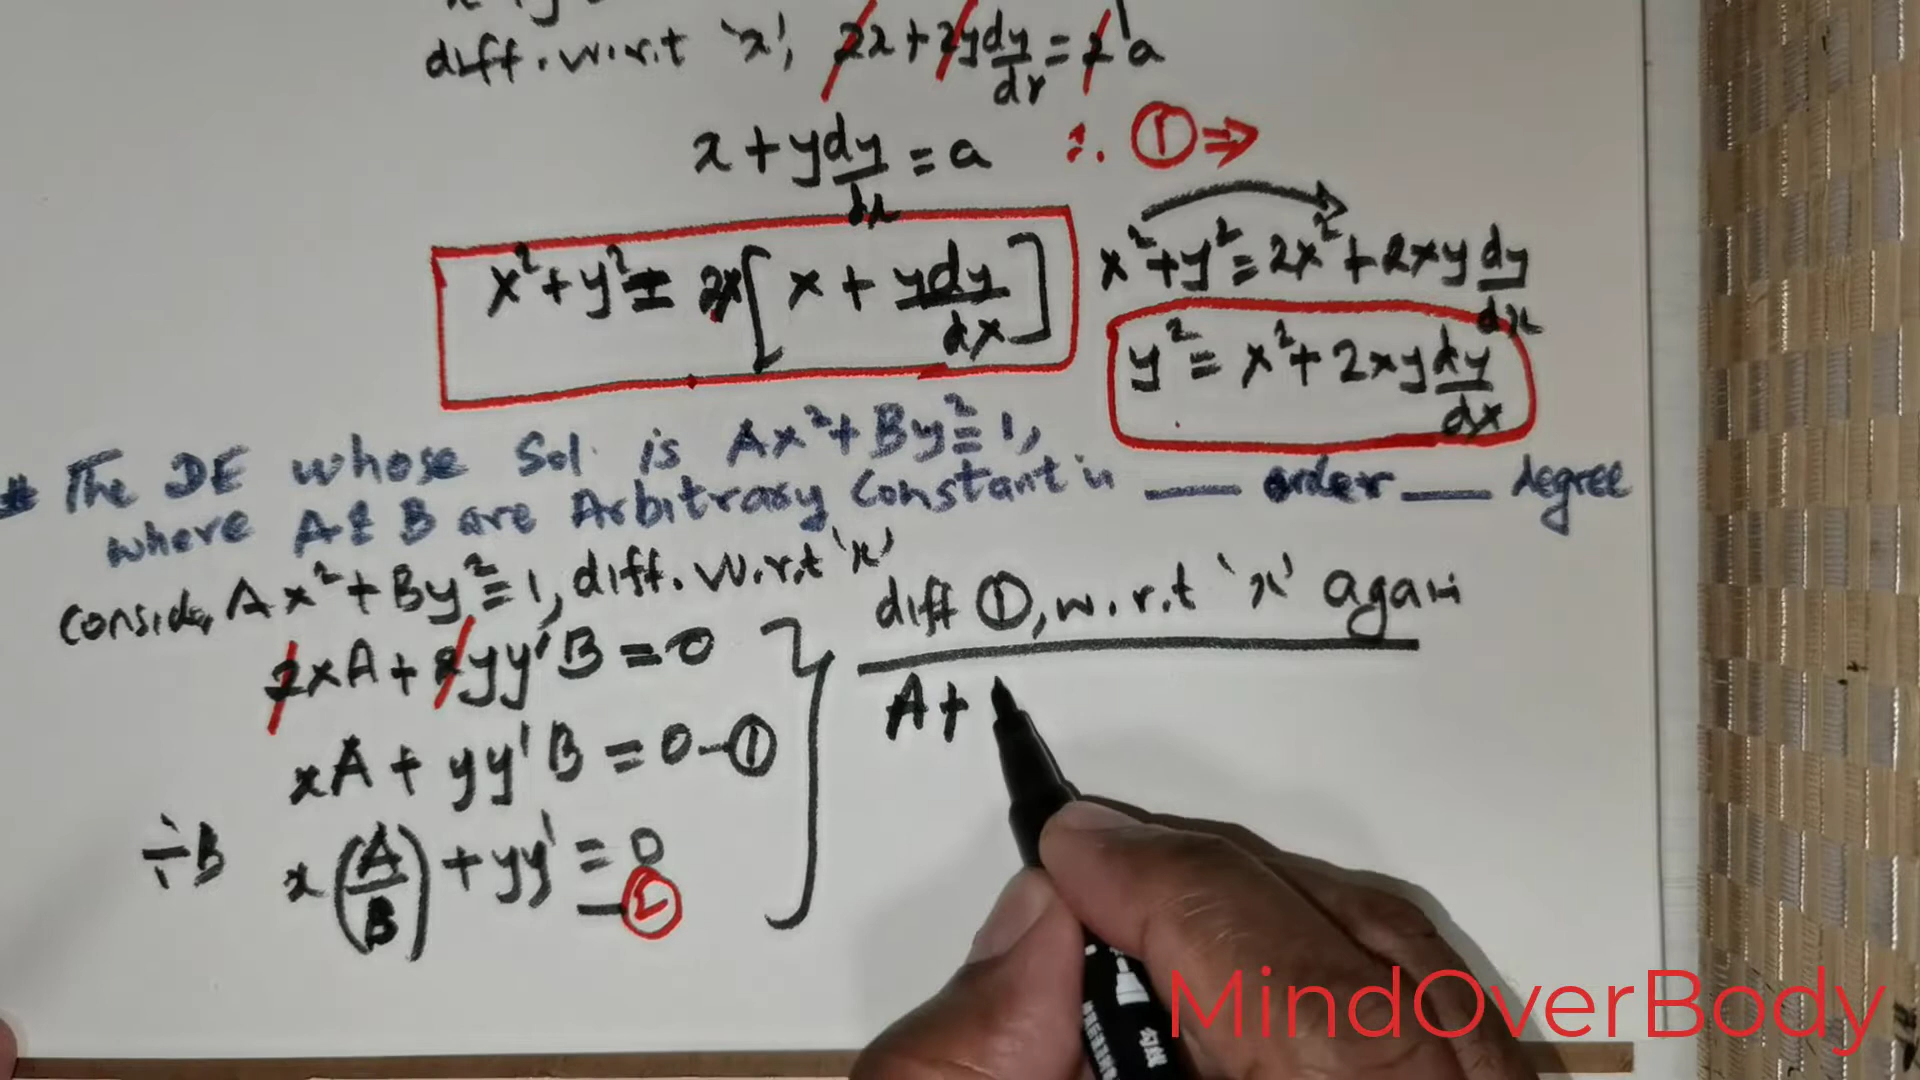 diff. w.r.t 'x', 2x + 2y dy/dx = 2'a
x + y dy/dx = a ∴ ① ⇒
x² + y² = 2x [ x + y dy/dx ]
x² + y² = 2x² + 2xy dy/dx
y² = x² + 2xy dy/dx
# The DE whose Sol. is Ax² + By² = 1,
where A & B are Arbitrary Constant is ___ order ___ degree
Ax² + By² = 1, diff. w.r.t 'x'
2xA + 2yy'B = 0
xA + yy'B = 0 - ①
÷B x(A/B) + yy' = 0
- ②
diff ①, w.r.t 'x' again
A +
MindOverBody